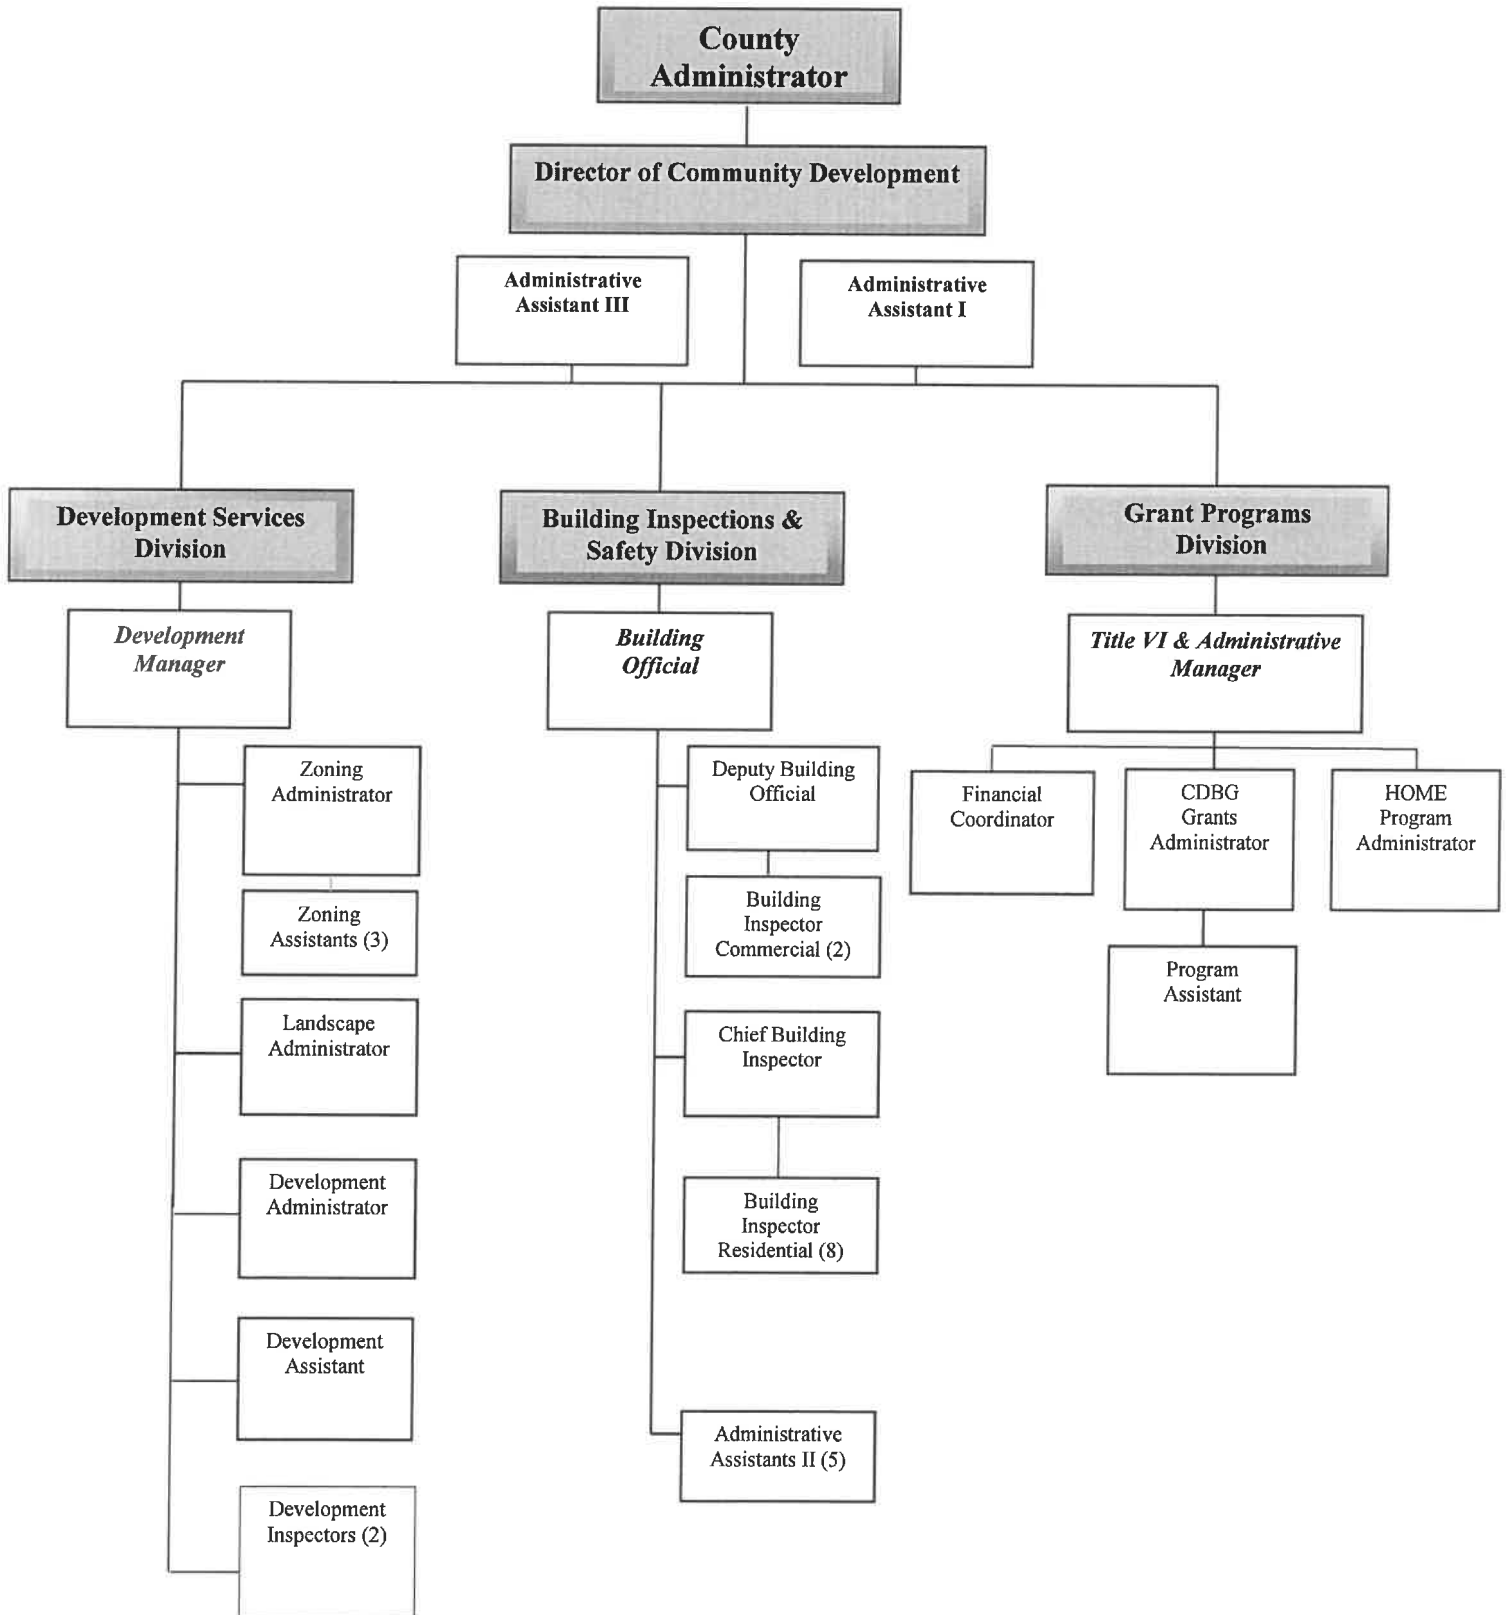 County
Administrator
Director of Community Development
Administrative
Assistant III
Administrative
Assistant I
Development Services
Division
Building Inspections &
Safety Division
Grant Programs
Division
Development
Manager
Building
Official
Title VI & Administrative
Manager
Zoning
Administrator
Zoning
Assistants (3)
Landscape
Administrator
Development
Administrator
Development
Assistant
Development
Inspectors (2)
Deputy Building
Official
Building
Inspector
Commercial (2)
Chief Building
Inspector
Building
Inspector
Residential (8)
Administrative
Assistants II (5)
Financial
Coordinator
CDBG
Grants
Administrator
Program
Assistant
HOME
Program
Administrator